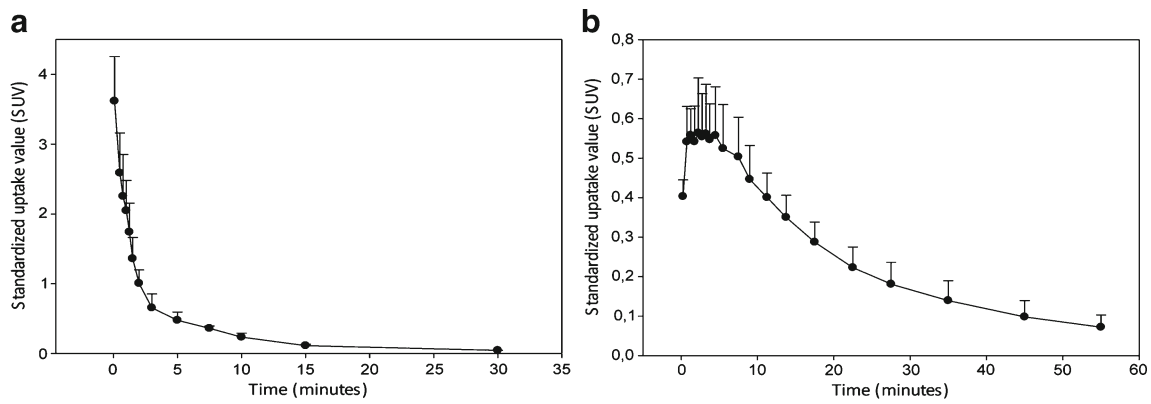 a
Standardized uptake value (SUV)
4
3
2
1
0
0 5 10 15 20 25 30 35
Time (minutes)
b
Standardized upatake value (SUV)
0,8
0,7
0,6
0,5
0,4
0,3
0,2
0,1
0,0
0 10 20 30 40 50 60
Time (minutes)